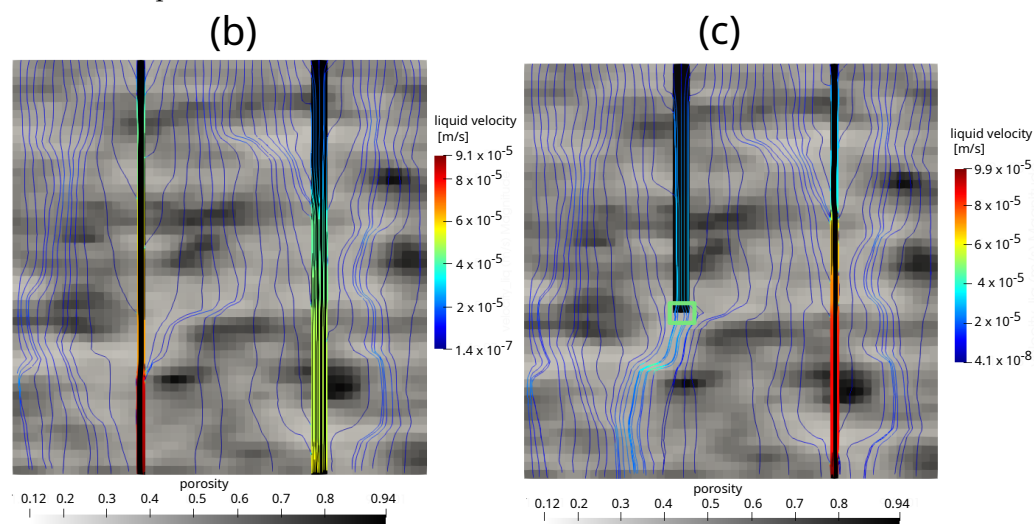 (b)
(c)
liquid velocity
[m/s]
9.1 x 10-5
8 x 10-5
6 x 10-5
4 x 10-5
2 x 10-5
1.4 x 10-7
liquid velocity
[m/s]
9.9 x 10-5
8 x 10-5
6 x 10-5
4 x 10-5
2 x 10-5
4.1 x 10-8
porosity
0.12 0.2 0.3 0.4 0.5 0.6 0.7 0.8 0.94
porosity
0.12 0.2 0.3 0.4 0.5 0.6 0.7 0.8 0.94